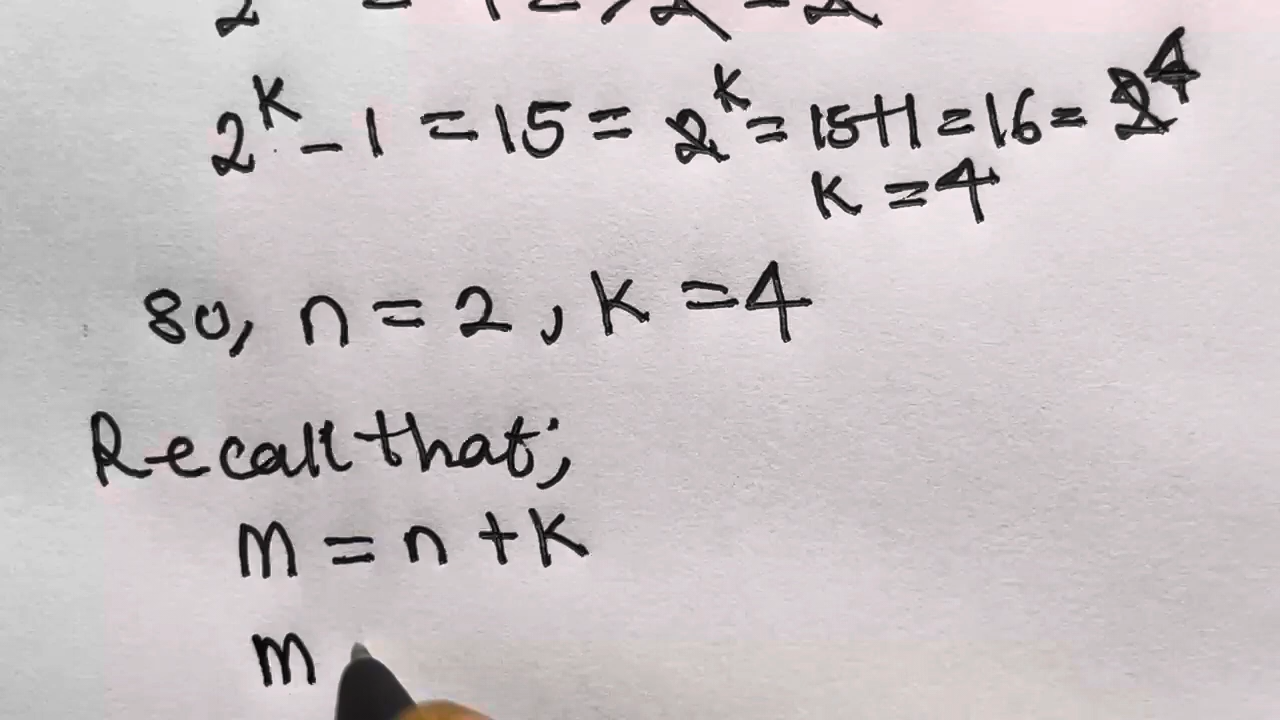 2^k - 1 = 15 = 2^k = 15+1 = 16 = 2^4
k = 4
so, n = 2, k = 4
Recall that;
m = n + k
m